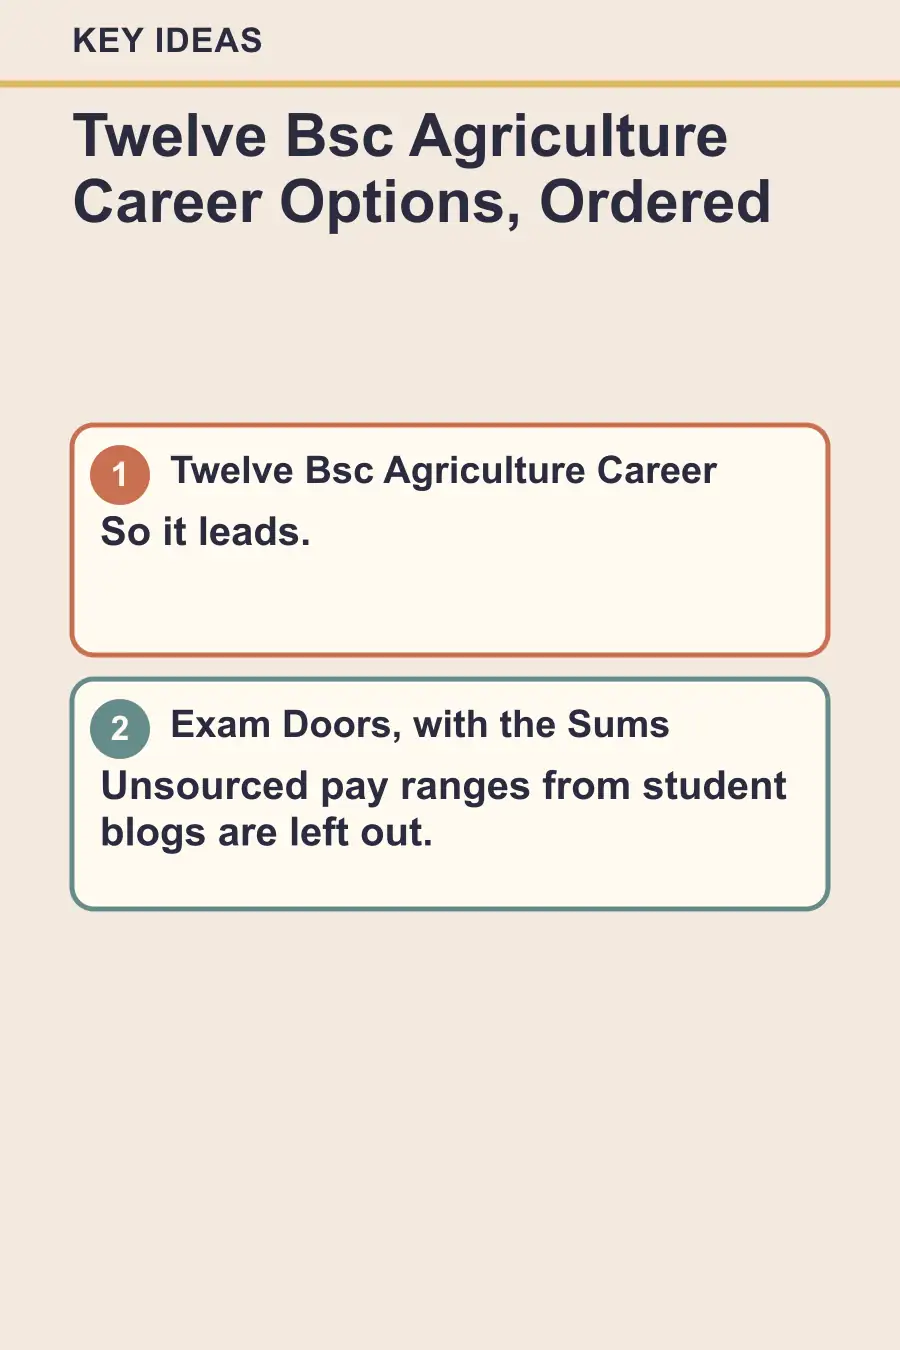 KEY IDEAS
Twelve Bsc Agriculture
Career Options, Ordered
1 Twelve Bsc Agriculture Career
So it leads.
2 Exam Doors, with the Sums
Unsourced pay ranges from student
blogs are left out.